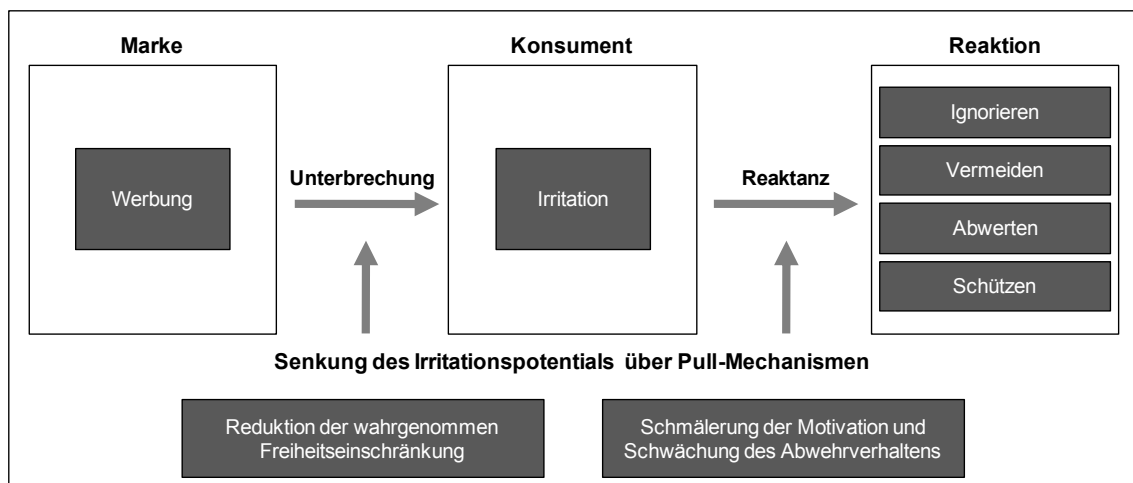 Marke
Konsument
Reaktion
Werbung
Unterbrechung
Irritation
Reaktanz
Ignorieren
Vermeiden
Abwerten
Schützen
Senkung des Irritationspotentials über Pull-Mechanismen
Reduktion der wahrgenommen
Freiheitseinschränkung
Schmälerung der Motivation und
Schwächung des Abwehrverhaltens